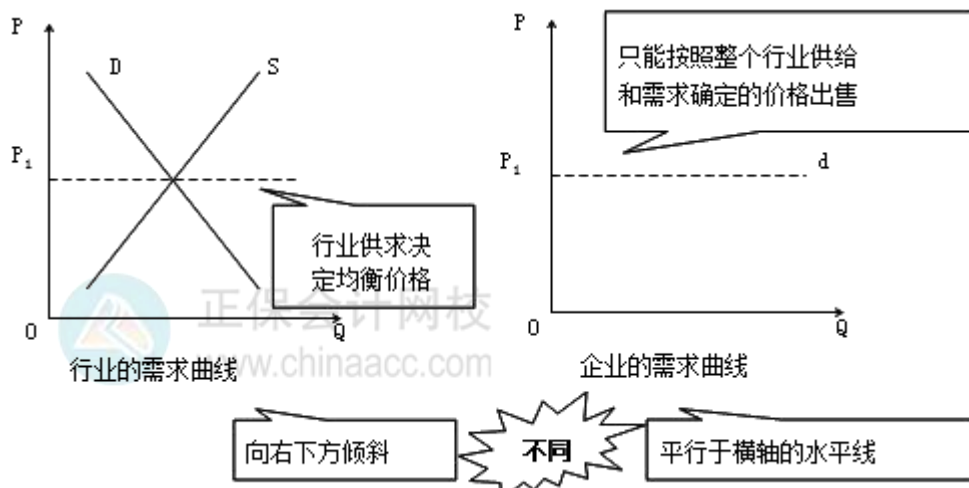 P
D
S
P1
行业供求决
定均衡价格
O
Q
行业的需求曲线
P
只能按照整个行业供给
和需求确定的价格出售
P1
d
O
Q
企业的需求曲线
正保会计网校
www.chinaacc.com
向右下方倾斜
不同
平行于横轴的水平线